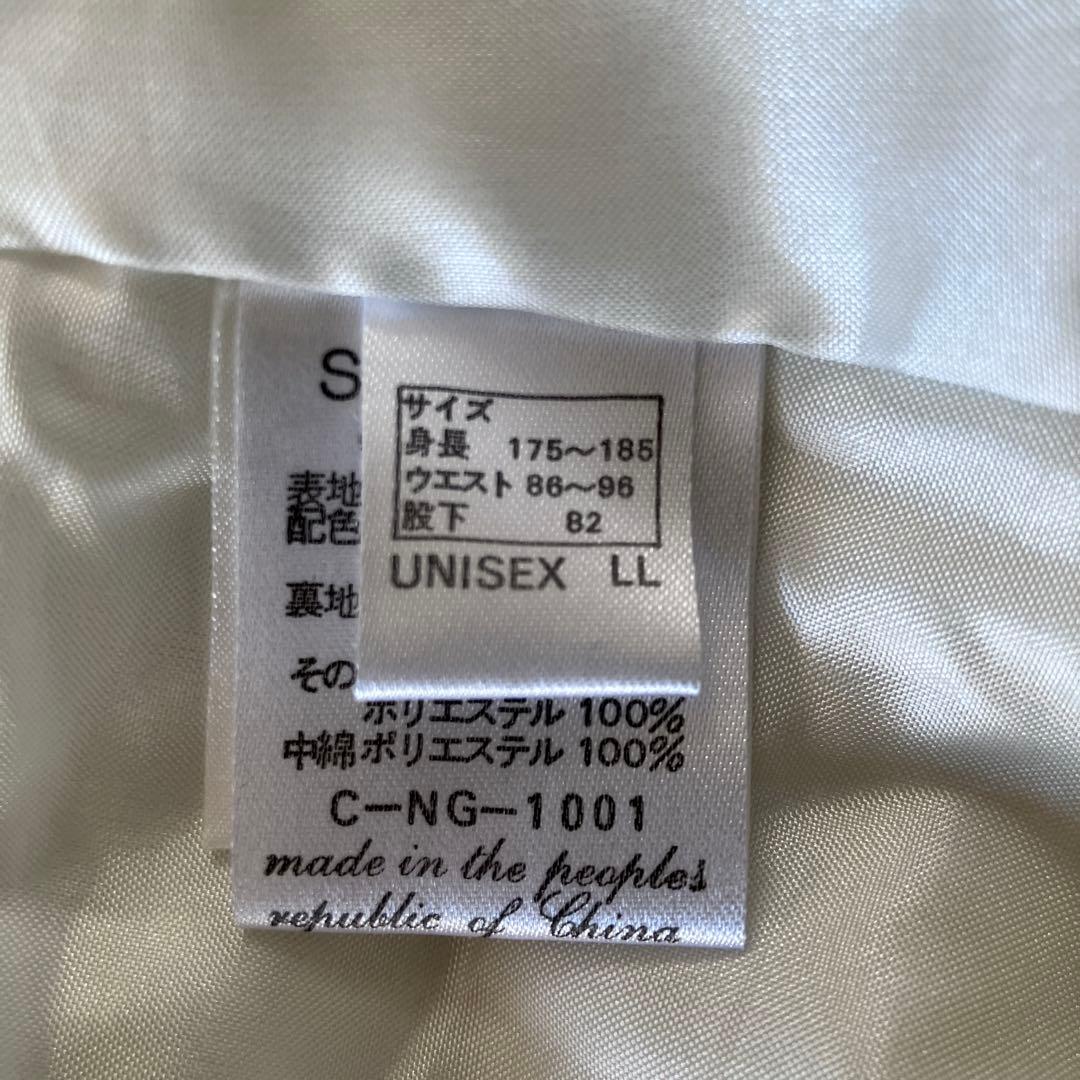 S
サイズ
身長 175〜185
ウエスト 86〜96
股下 82
UNISEX LL
表地
配色
裏地
その
ポリエステル 100%
中綿ポリエステル 100%
C-NG-1001
made in the peoples
republic of China